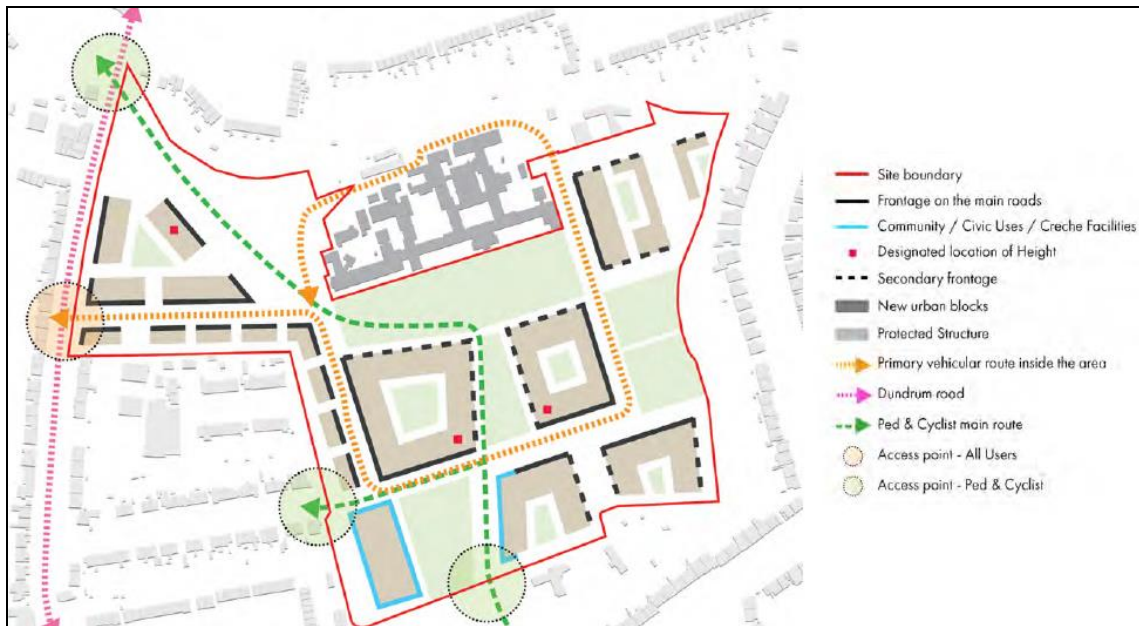 Site boundary
Frontage on the main roads
Community / Civic Uses / Creche Facilities
Designated location of Height
Secondary frontage
New urban blocks
Protected Structure
Primary vehicular route inside the area
Dundrum road
Ped & Cyclist main route
Access point - All Users
Access point - Ped & Cyclist